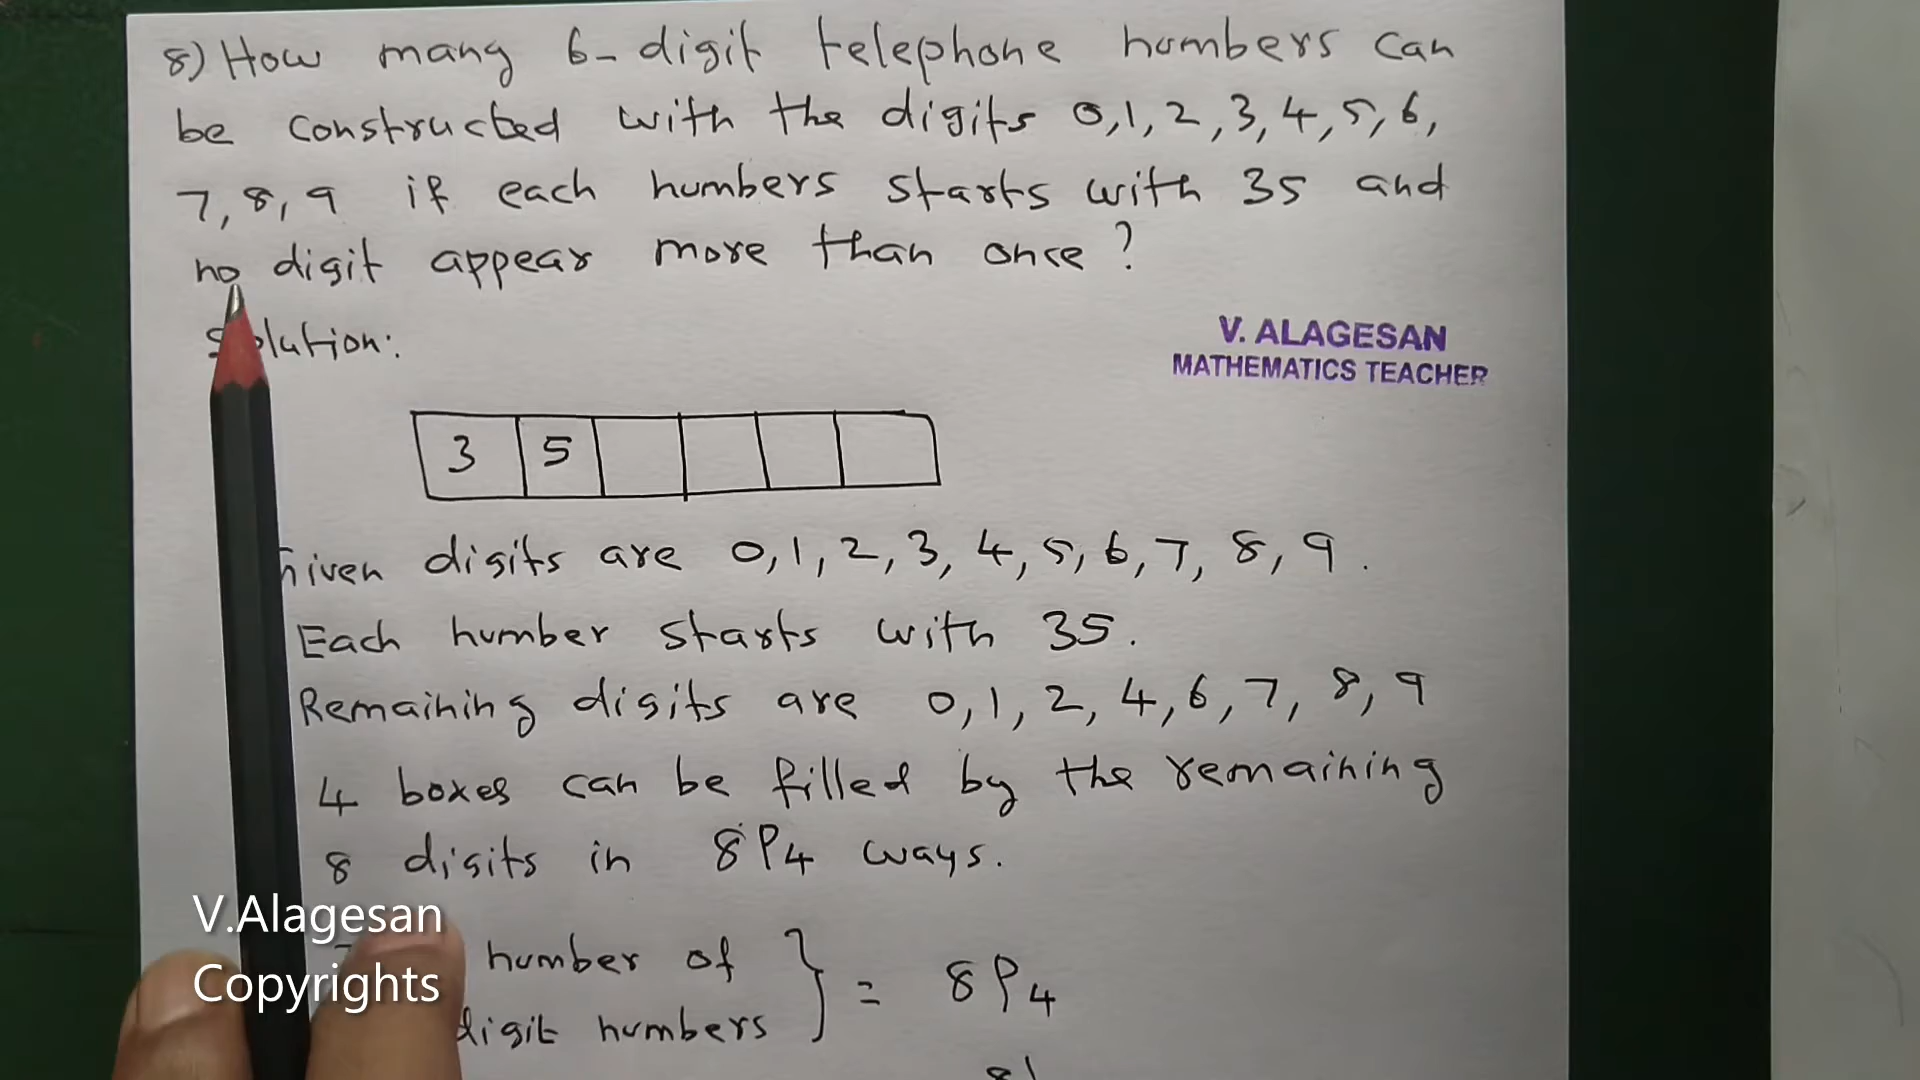 8) How many 6-digit telephone numbers can
be constructed with the digits 0,1,2,3,4,5,6,
7,8,9 if each numbers starts with 35 and
no digit appear more than once?
Solution:
V. ALAGESAN
MATHEMATICS TEACHER
3 5
Given digits are 0,1,2,3,4,5,6,7,8,9.
Each number starts with 35.
Remaining digits are 0,1,2,4,6,7,8,9
4 boxes can be filled by the remaining
8 digits in 8P4 ways.
number of } = 8P4
digit numbers
8!
V.Alagesan
Copyrights